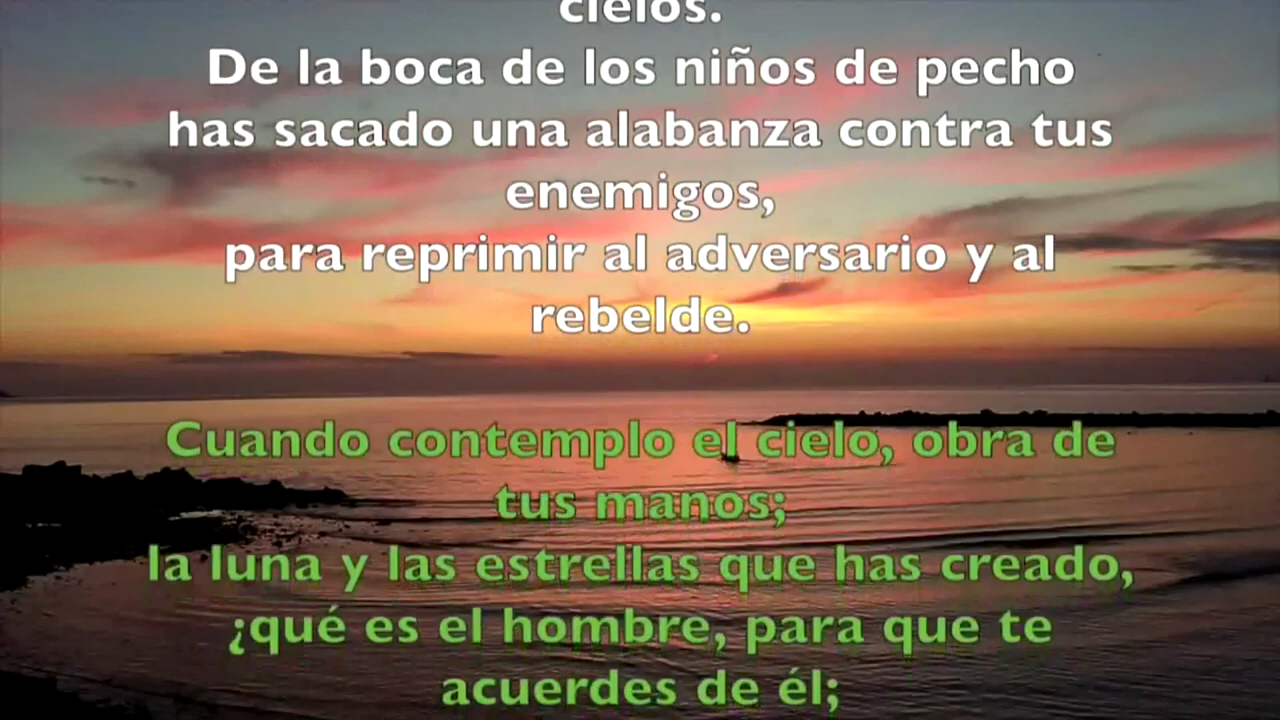 cielos.
De la boca de los niños de pecho
has sacado una alabanza contra tus
enemigos,
para reprimir al adversario y al
rebelde.
Cuando contemplo el cielo, obra de
tus manos;
la luna y las estrellas que has creado,
¿qué es el hombre, para que te
acuerdes de él;